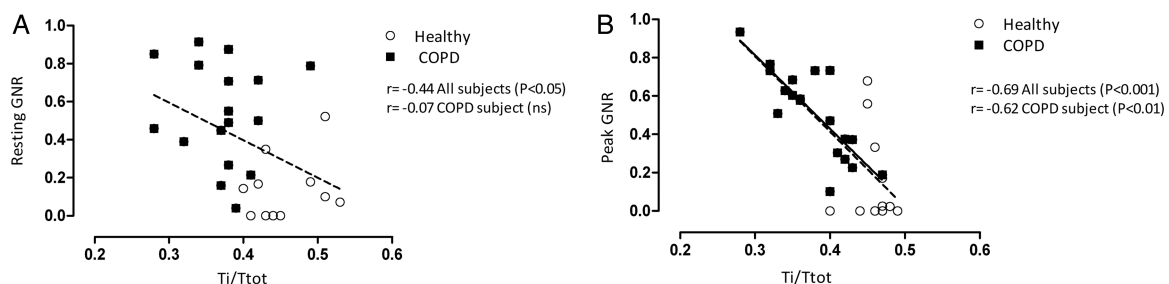 A
Healthy
COPD
r= -0.44 All subjects (P<0.05)
r= -0.07 COPD subject (ns)
Resting GNR
1.0
0.8
0.6
0.4
0.2
0.0
0.2 0.3 0.4 0.5 0.6
Ti/Ttot
B
Healthy
COPD
r= -0.69 All subjects (P<0.001)
r= -0.62 COPD subject (P<0.01)
Peak GNR
1.0
0.8
0.6
0.4
0.2
0.0
0.2 0.3 0.4 0.5 0.6
Ti/Ttot